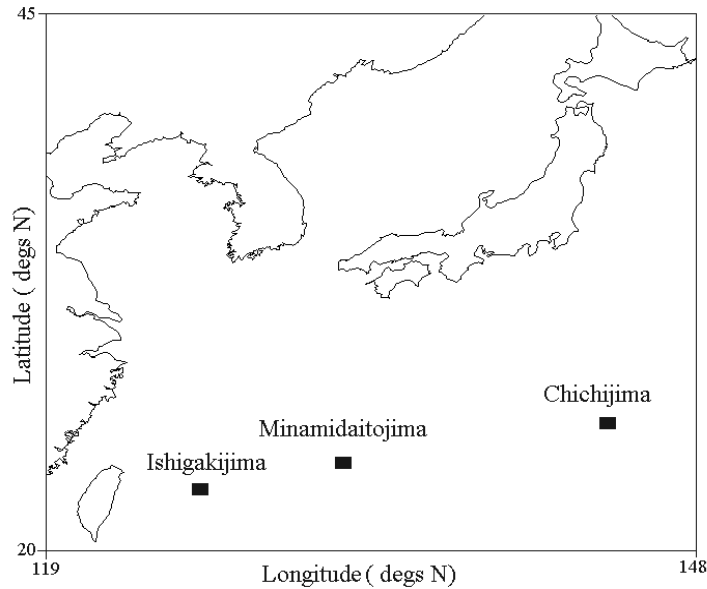 45
Latitude ( degs N)
Chichijima
Minamidaitojima
Ishigakijima
20
119
Longitude ( degs N)
148